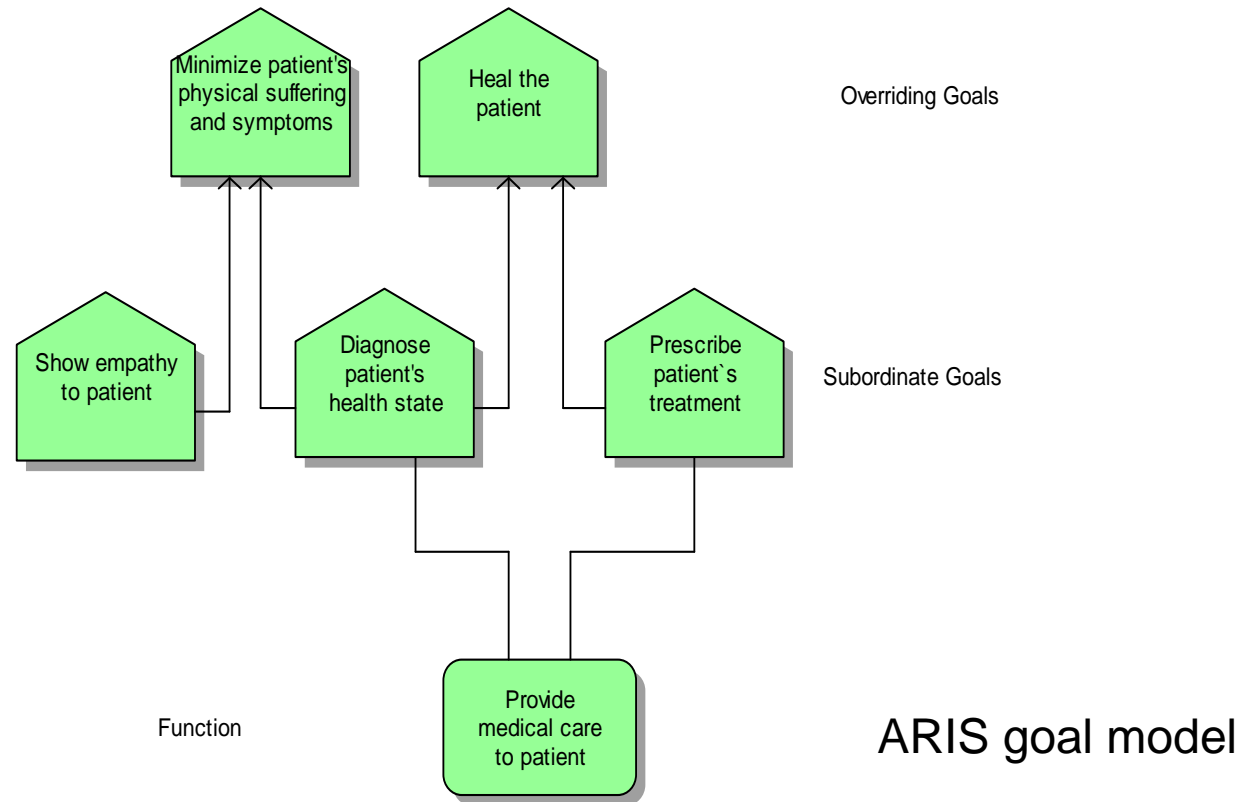 Minimize patient's
physical suffering
and symptoms
Heal the
patient
Overriding Goals
Show empathy
to patient
Diagnose
patient's
health state
Prescribe
patient`s
treatment
Subordinate Goals
Function
Provide
medical care
to patient
ARIS goal model